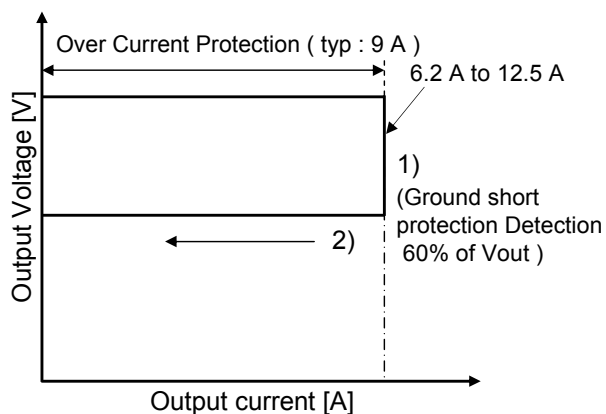 Over Current Protection ( typ : 9 A )
6.2 A to 12.5 A
Output Voltage [V]
1)
(Ground short
protection Detection
60% of Vout )
2)
Output current [A]